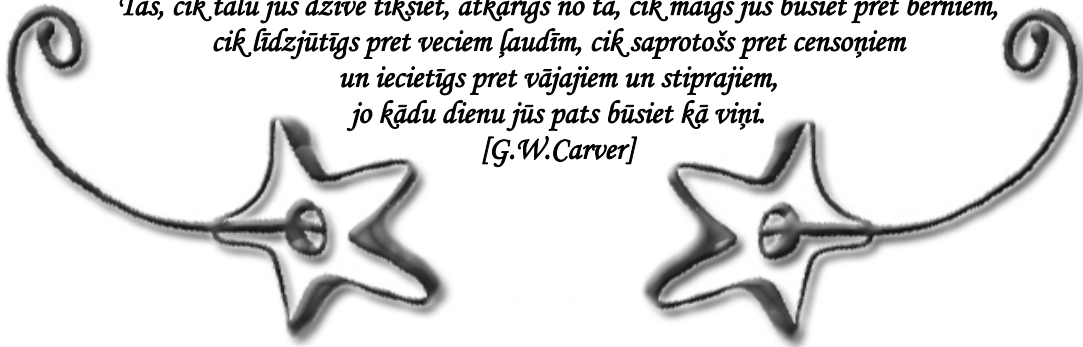 Tas, cik tālu jūs dzīvē tiksiet, atkarīgs no tā, cik maigs jūs būsiet pret bērniem,
cik līdzjūtīgs pret veciem ļaudīm, cik saprotošs pret censoņiem
un iecietīgs pret vājajiem un stiprajiem,
jo kādu dienu jūs pats būsiet kā viņi.
[G.W.Carver]